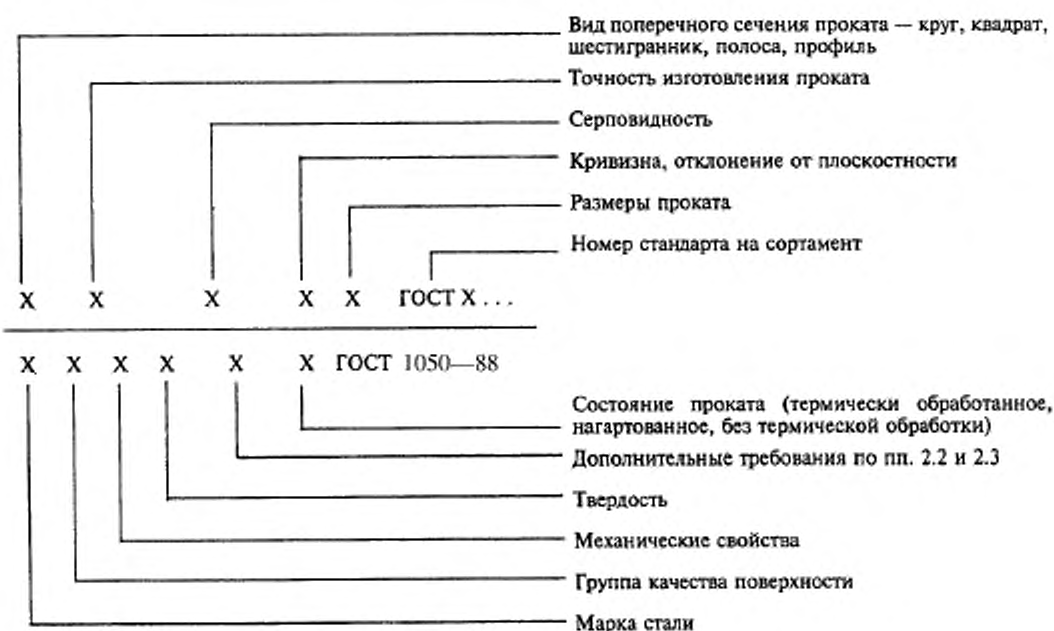 Вид поперечного сечения проката — круг, квадрат,
шестигранник, полоса, профиль
Точность изготовления проката
Серповидность
Кривизна, отклонение от плоскостности
Размеры проката
Номер стандарта на сортамент
X X X X X ГОСТ X . . .
X X X X X X ГОСТ 1050—88
Состояние проката (термически обработанное,
нагартованное, без термической обработки)
Дополнительные требования по пп. 2.2 и 2.3
Твердость
Механические свойства
Группа качества поверхности
Марка стали